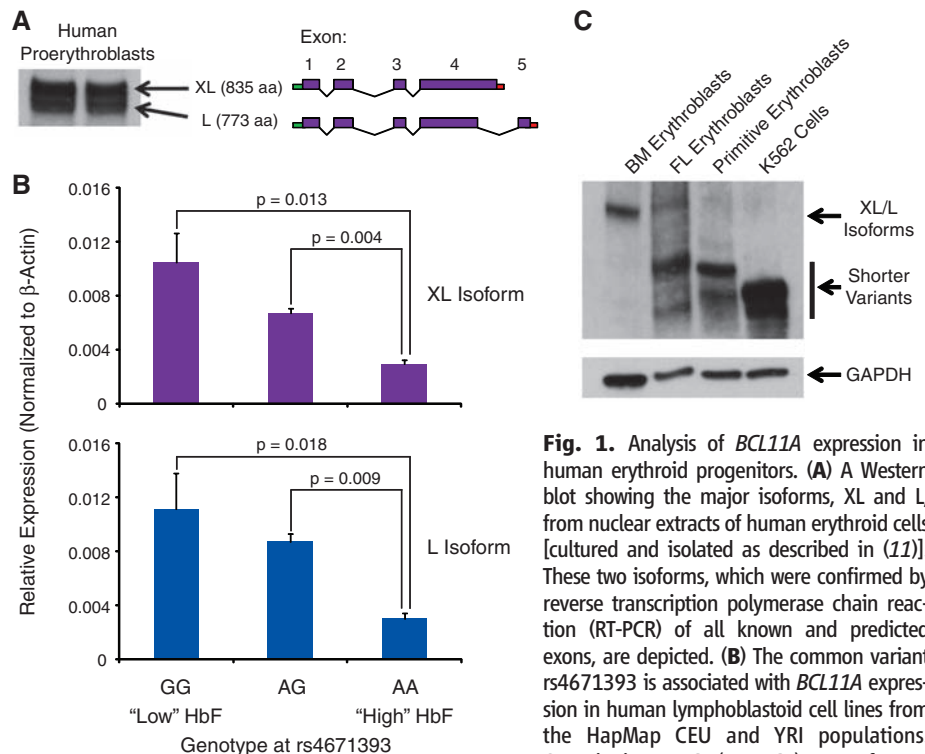 A
Human
Proerythroblasts
Exon:
1 2 3 4 5
XL (835 aa)
L (773 aa)
B
Relative Expression (Normalized to β-Actin)
0.016
0.012
0.008
0.004
0
p = 0.013
p = 0.004
XL Isoform
0.016
0.012
0.008
0.004
0
p = 0.018
p = 0.009
L Isoform
GG AG AA
"Low" HbF "High" HbF
Genotype at rs4671393
C
BM Erythroblasts
FL Erythroblasts
Primitive Erythroblasts
K562 Cells
XL/L
Isoforms
Shorter
Variants
GAPDH
Fig. 1. Analysis of BCL11A expression in
human erythroid progenitors. (A) A Western
blot showing the major isoforms, XL and L,
from nuclear extracts of human erythroid cells
[cultured and isolated as described in (11)]
These two isoforms, which were confirmed by
reverse transcription polymerase chain reac-
tion (RT-PCR) of all known and predicted
exons, are depicted. (B) The common variant
rs4671393 is associated with BCL11A expres-
sion in human lymphoblastoid cell lines from
the HapMap CEU and YRI populations